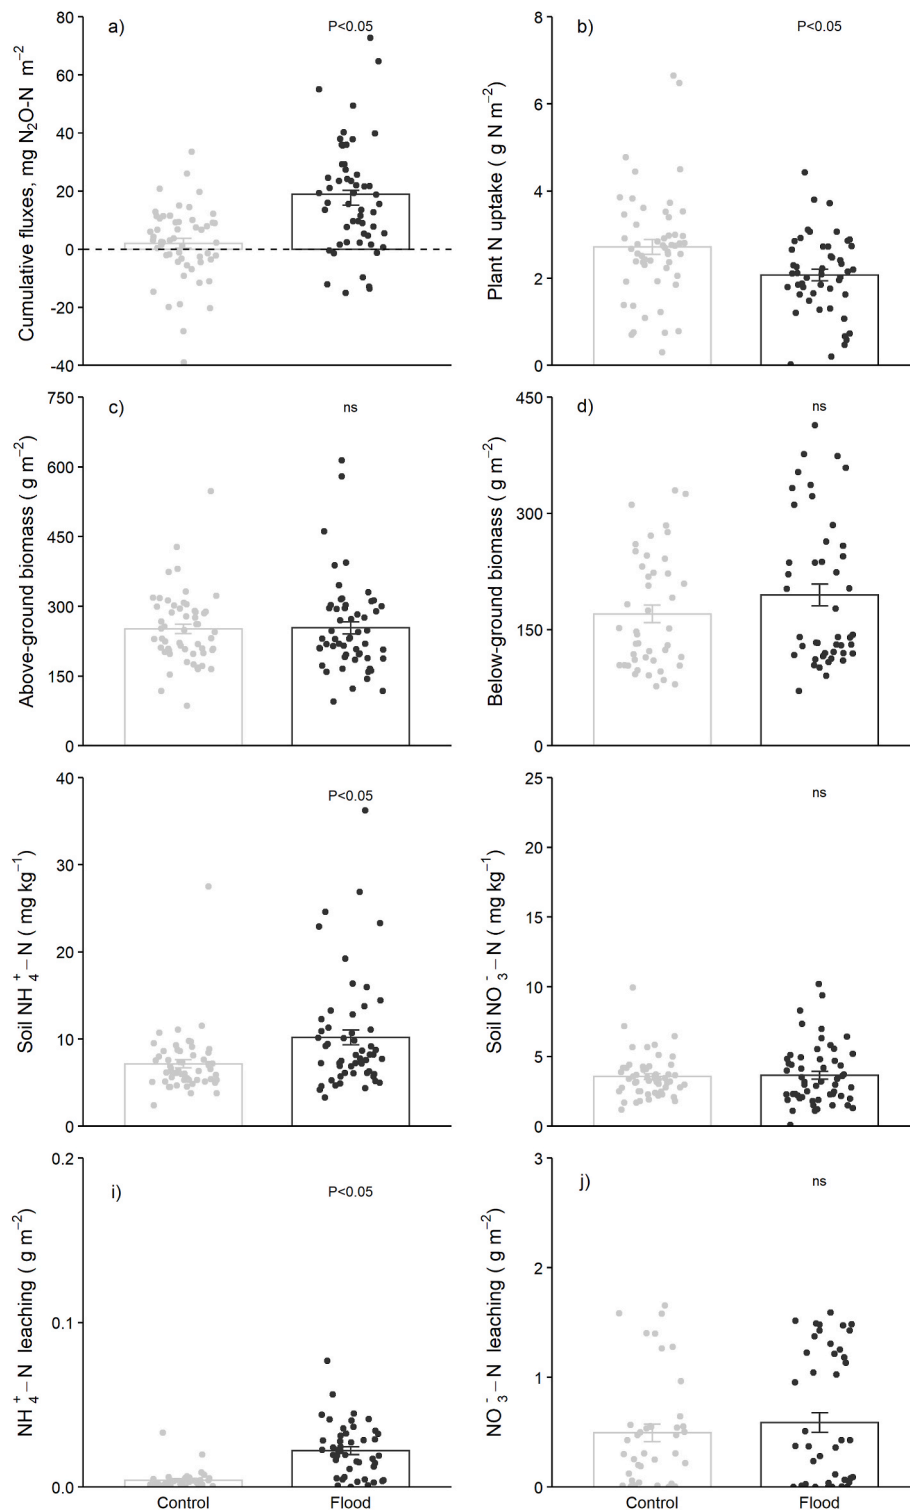 a)
P<0.05
Cumulative fluxes, mg N₂O-N m⁻²
80
60
40
20
0
-20
-40
b)
P<0.05
Plant N uptake ( g N m⁻²)
8
6
4
2
0
c)
ns
Above-ground biomass ( g m⁻²)
750
600
450
300
150
0
d)
ns
Below-ground biomass ( g m⁻²)
450
300
150
0
P<0.05
Soil NH₄⁺–N ( mg kg⁻¹)
40
30
20
10
0
ns
Soil NO₃⁻–N ( mg kg⁻¹)
25
20
15
10
5
0
i)
P<0.05
NH₄⁺–N leaching ( g m⁻²)
0.2
0.1
0.0
Control
Flood
j)
ns
NO₃⁻–N leaching ( g m⁻²)
3
2
1
0
Control
Flood